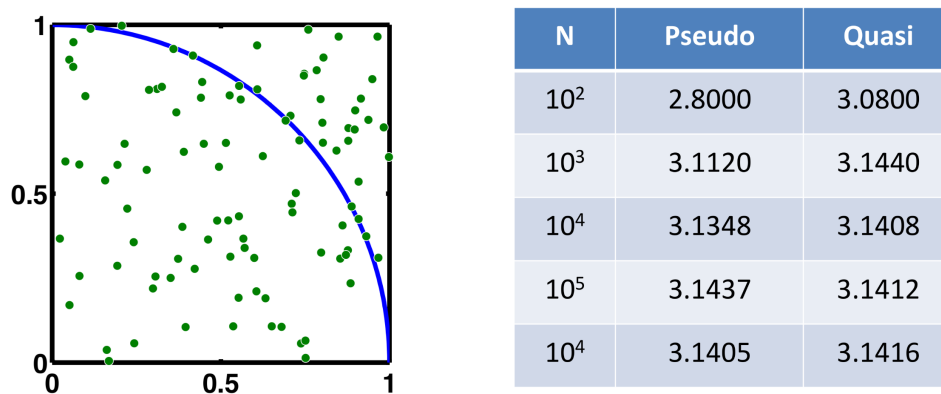 1
0.5
0
0 0.5 1
N Pseudo Quasi
10² 2.8000 3.0800
10³ 3.1120 3.1440
10⁴ 3.1348 3.1408
10⁵ 3.1437 3.1412
10⁴ 3.1405 3.1416